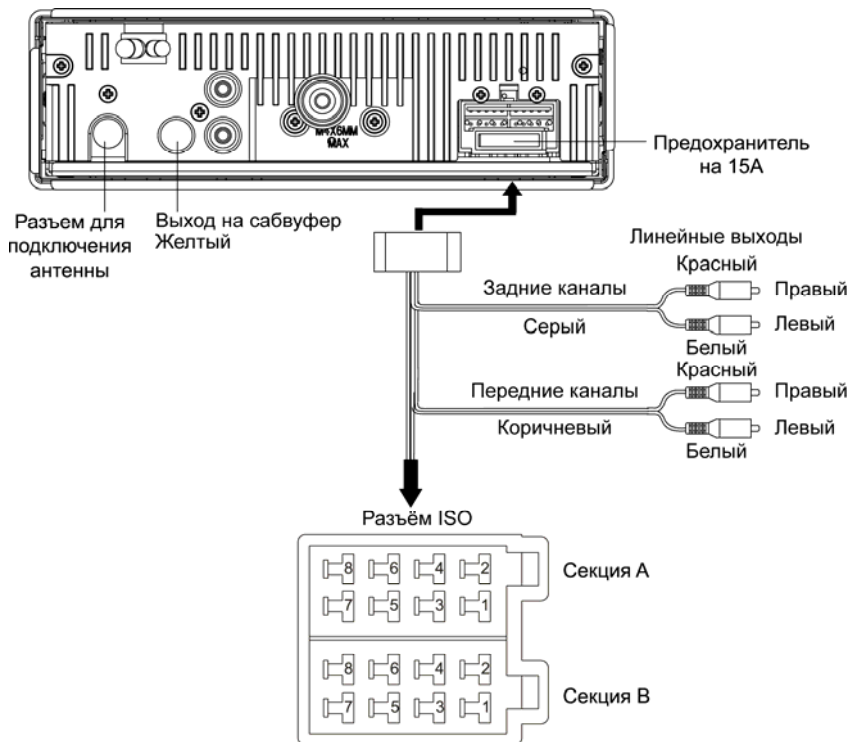 M4X6MM
MAX
Предохранитель
на 15А
Разъем для
подключения
антенны
Выход на сабвуфер
Желтый
Линейные выходы
Красный
Задние каналы
Правый
Серый
Левый
Белый
Красный
Передние каналы
Правый
Коричневый
Левый
Белый
Разъём ISO
8 6 4 2
Секция А
7 5 3 1
8 6 4 2
Секция В
7 5 3 1